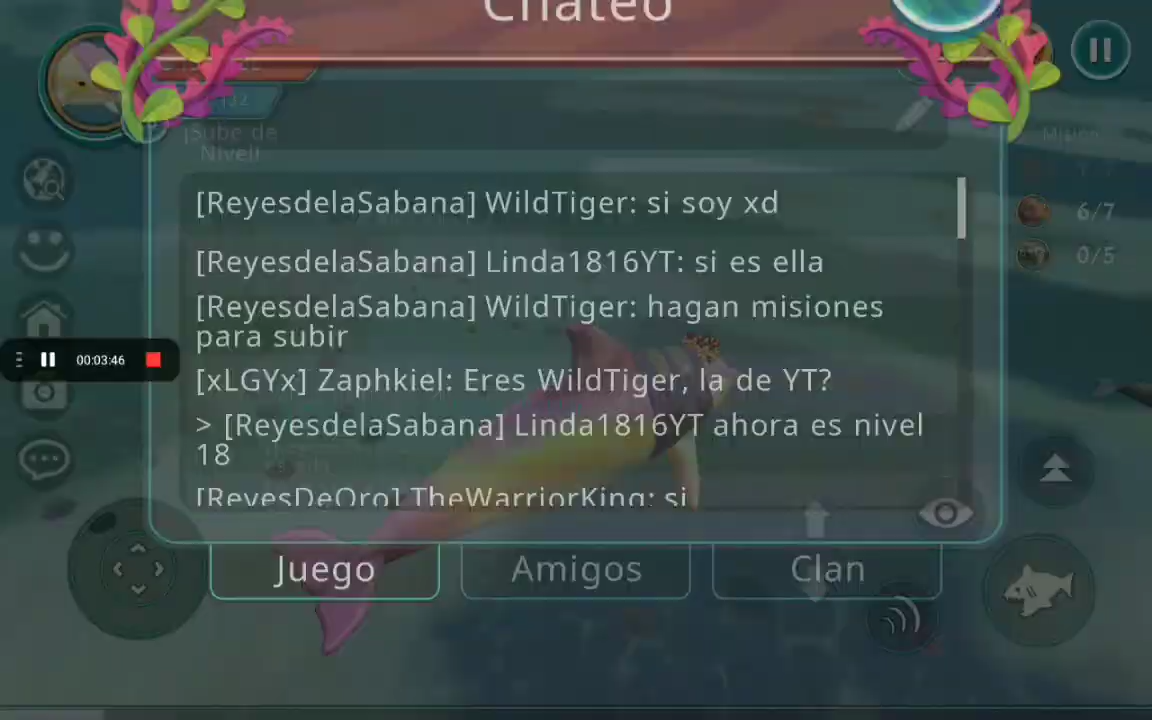 Chateo
132
¡Sube de
Nivel!
Misión
[ReyesdelaSabana] WildTiger: si soy xd
6/7
[ReyesdelaSabana] Linda1816YT: si es ella
0/5
[ReyesdelaSabana] WildTiger: hagan misiones
para subir
00:03:46
[xLGYx] Zaphkiel: Eres WildTiger, la de YT?
> [ReyesdelaSabana] Linda1816YT ahora es nivel
18
[ReyesDeOro] TheWarriorKing: si
Juego
Amigos
Clan